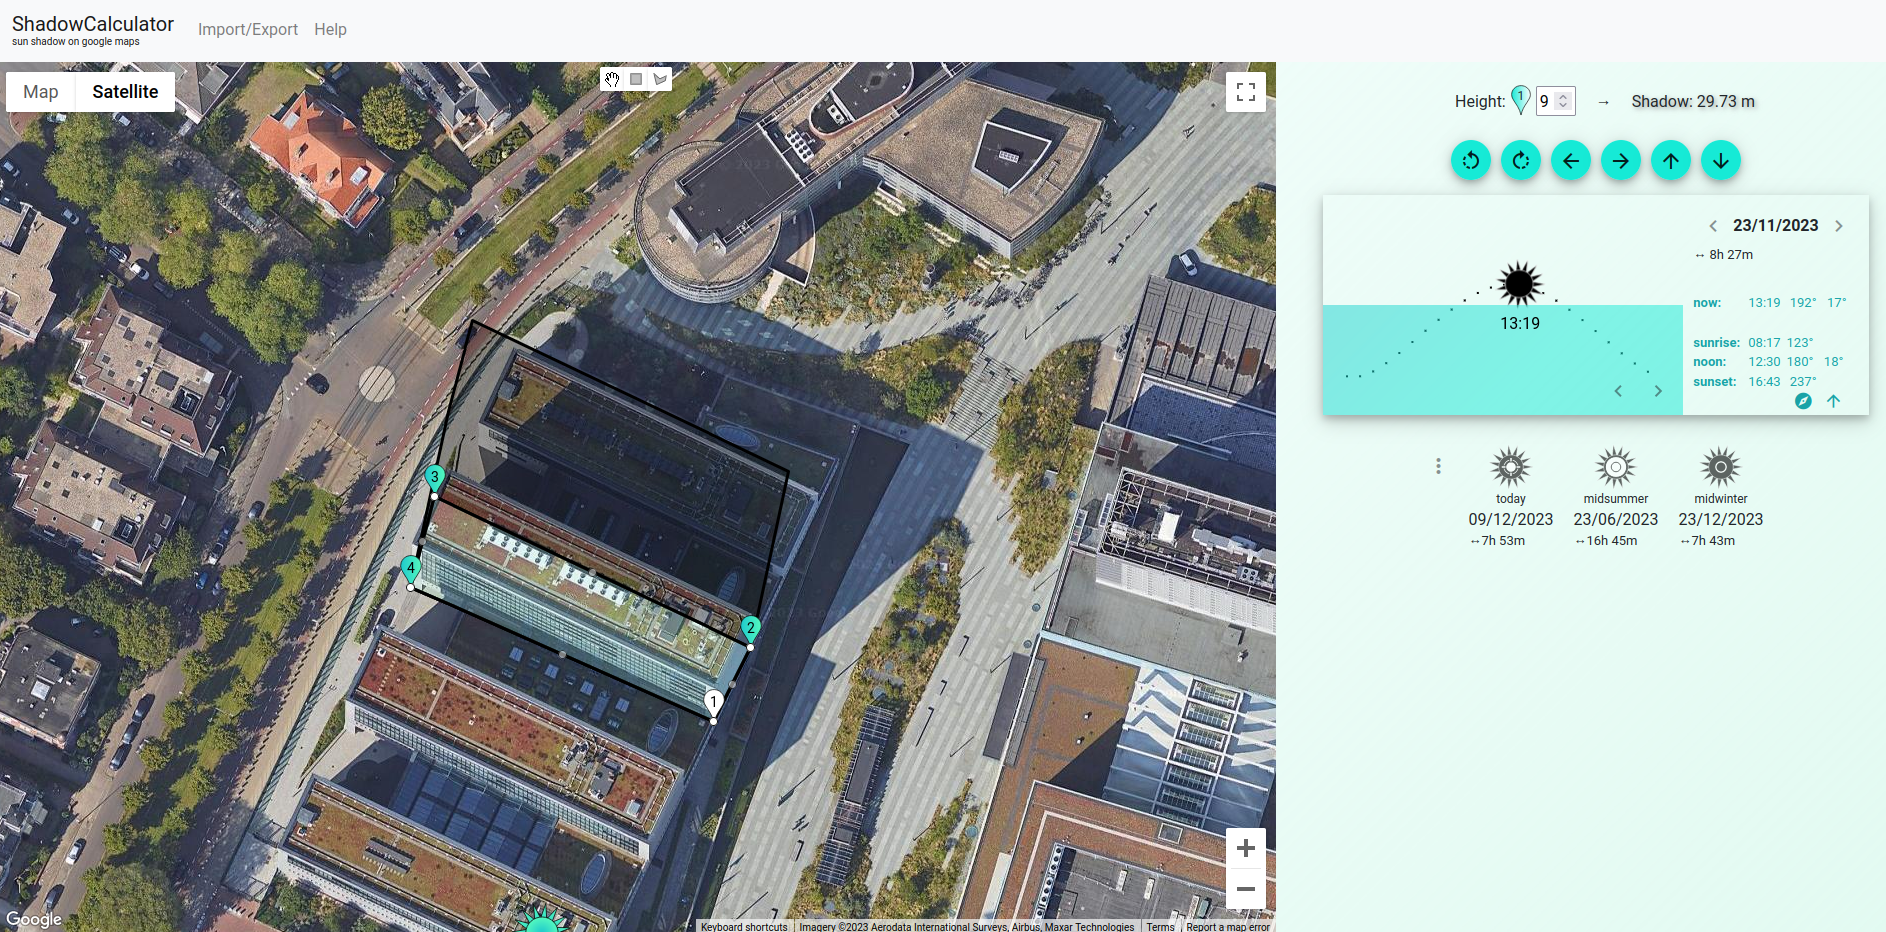 ShadowCalculator
sun shadow on google maps
Import/Export
Help
Map
Satellite
3
4
2
1
Google
Keyboard shortcuts
Imagery ©2023 Aerodata International Surveys, Airbus, Maxar Technologies
Terms
Report a map error
Height: 1 9 → Shadow: 29.73 m
23/11/2023
↔ 8h 27m
13:19
now: 13:19 192° 17°
sunrise: 08:17 123°
noon: 12:30 180° 18°
sunset: 16:43 237°
today
09/12/2023
↔7h 53m
midsummer
23/06/2023
↔16h 45m
midwinter
23/12/2023
↔7h 43m